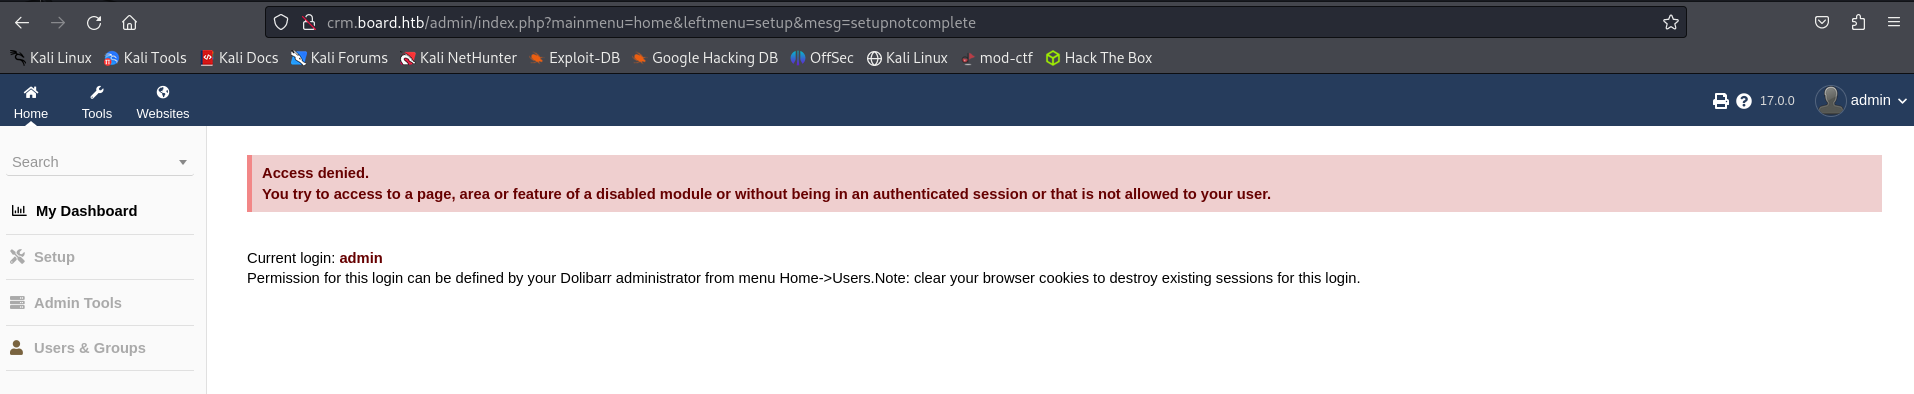 crm.board.htb/admin/index.php?mainmenu=home&leftmenu=setup&mesg=setupnotcomplete
Kali Linux Kali Tools Kali Docs Kali Forums Kali NetHunter Exploit-DB Google Hacking DB OffSec Kali Linux mod-ctf Hack The Box
Home Tools Websites 17.0.0 admin
Search
My Dashboard
Setup
Admin Tools
Users & Groups
Access denied.
You try to access to a page, area or feature of a disabled module or without being in an authenticated session or that is not allowed to your user.
Current login: admin
Permission for this login can be defined by your Dolibarr administrator from menu Home->Users.Note: clear your browser cookies to destroy existing sessions for this login.